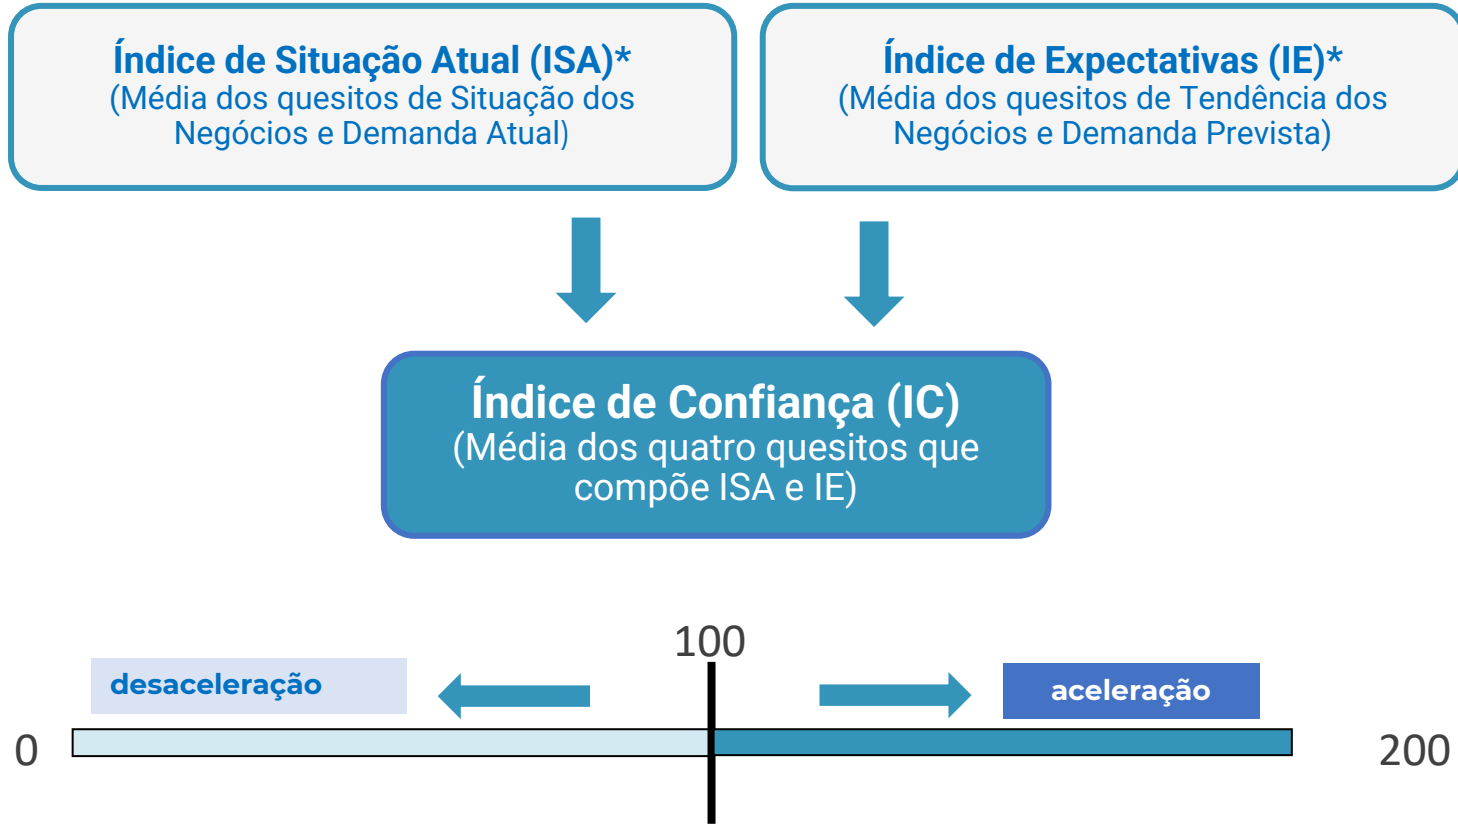 Índice de Situação Atual (ISA)*
(Média dos quesitos de Situação dos
Negócios e Demanda Atual)
Índice de Expectativas (IE)*
(Média dos quesitos de Tendência dos
Negócios e Demanda Prevista)
Índice de Confiança (IC)
(Média dos quatro quesitos que
compõe ISA e IE)
100
desaceleração
aceleração
0
200